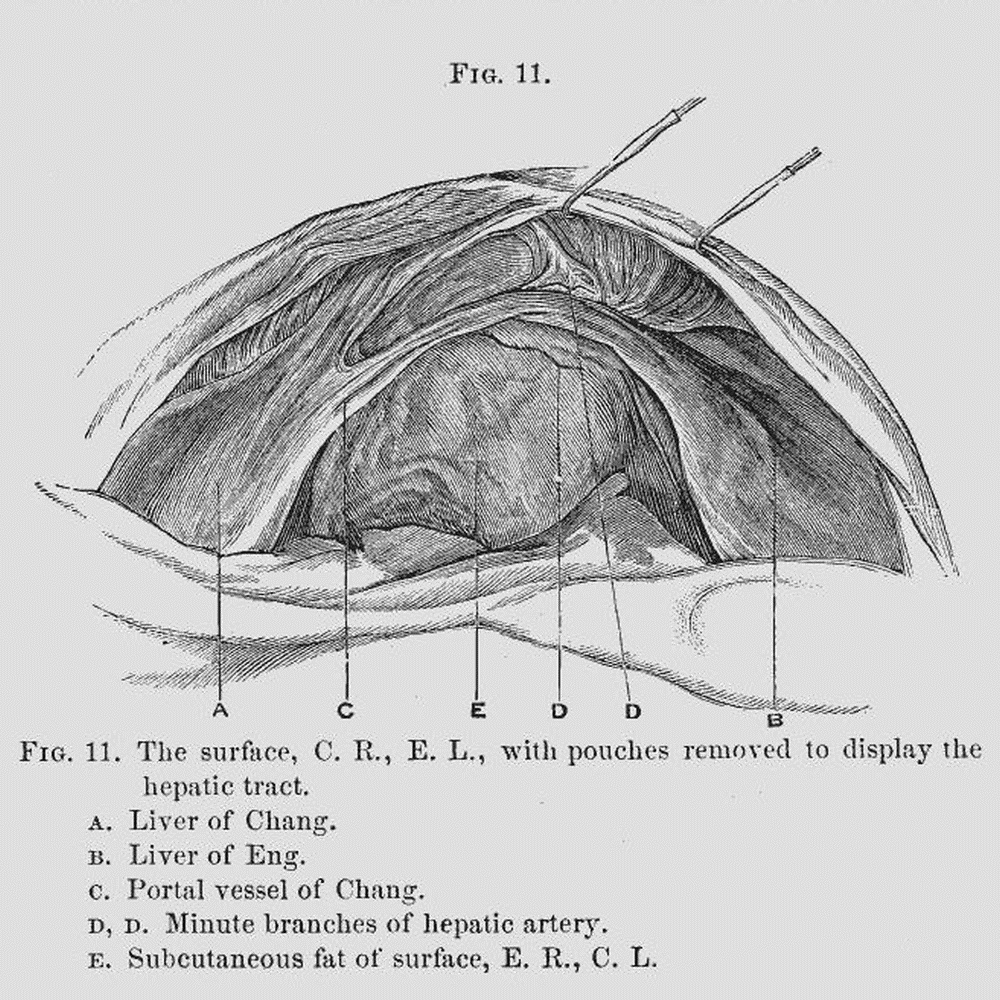 FIG. 11.
A C E D D B
FIG. 11. The surface, C. R., E. L., with pouches removed to display the
hepatic tract.
A. Liver of Chang.
B. Liver of Eng.
C. Portal vessel of Chang.
D, D. Minute branches of hepatic artery.
E. Subcutaneous fat of surface, E. R., C. L.